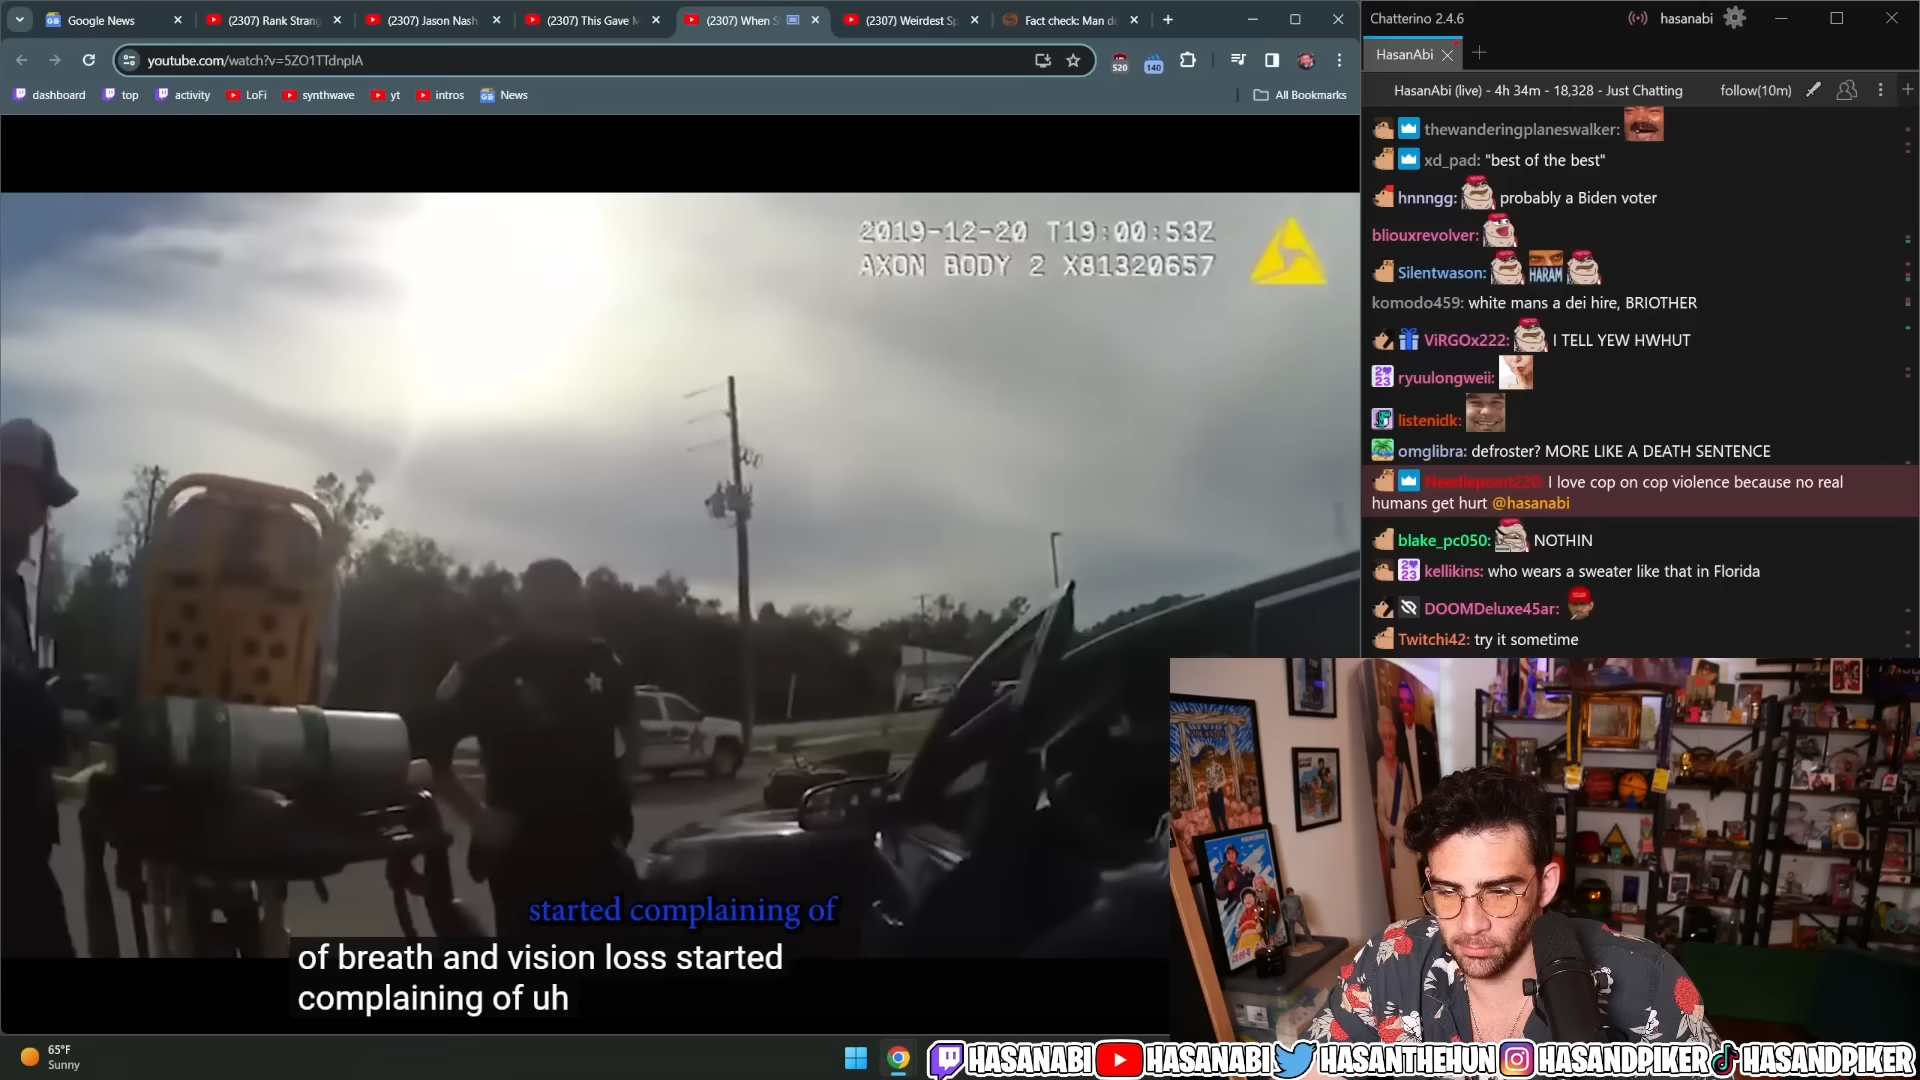 Google News
(2307) Rank Strang
(2307) Jason Nash
(2307) This Gave M
(2307) When S
(2307) Weirdest Sp
Fact check: Man d
youtube.com/watch?v=5ZO1TTdnplA
520
140
dashboard
top
activity
LoFi
synthwave
yt
intros
News
All Bookmarks
2019-12-20 T19:00:53Z
AXON BODY 2 X81320657
started complaining of
of breath and vision loss started
complaining of uh
65°F
Sunny
Chatterino 2.4.6
hasanabi
HasanAbi
HasanAbi (live) - 4h 34m - 18,328 - Just Chatting
follow(10m)
thewanderingplaneswalker:
xd_pad: "best of the best"
hnnngg: probably a Biden voter
bliouxrevolver:
Silentwason: HARAM
komodo459: white mans a dei hire, BRIOTHER
ViRGOx222: I TELL YEW HWHUT
ryuulongweii:
listenidk:
omglibra: defroster? MORE LIKE A DEATH SENTENCE
Needlepoint220: I love cop on cop violence because no real
humans get hurt @hasanabi
blake_pc050: NOTHIN
kellikins: who wears a sweater like that in Florida
DOOMDeluxe45ar:
Twitchi42: try it sometime
HASANABI
HASANABI
HASANTHEHUN
HASANDPIKER
HASANDPIKER